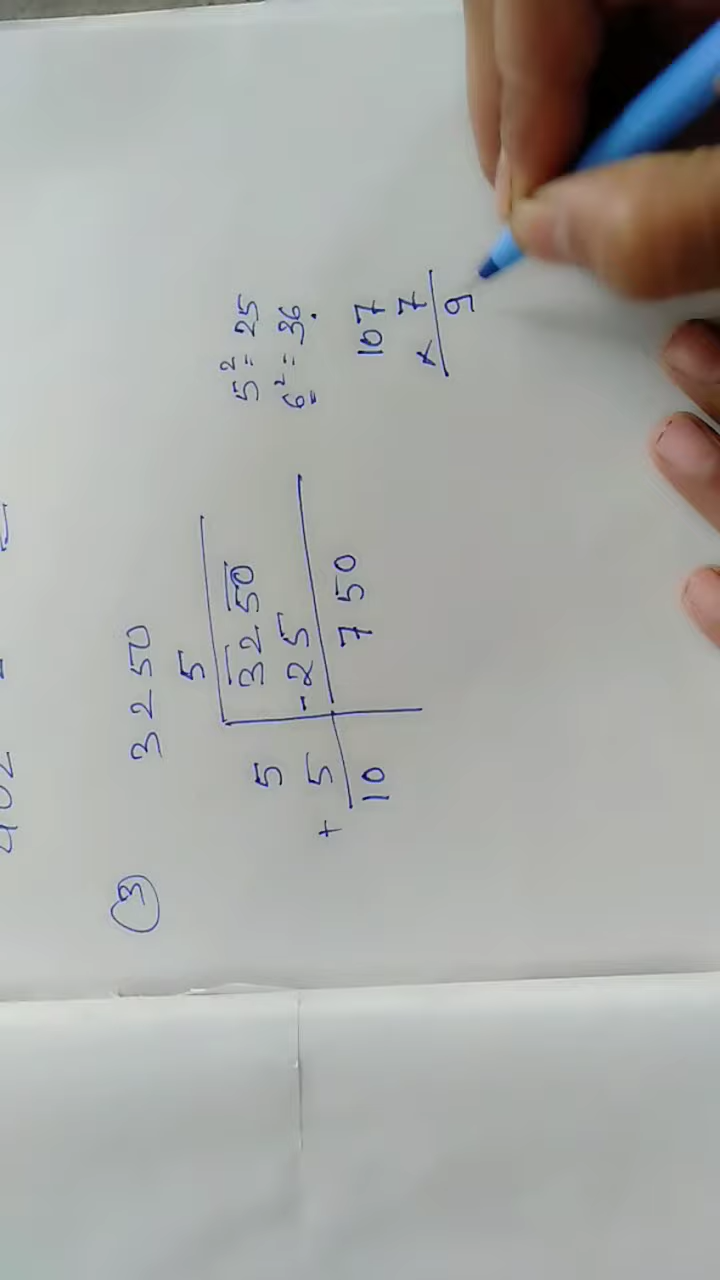 ③ 3250
5
5 3250
+ 5 -25
10 750
5² = 25
6² = 36.
107
× 7
9